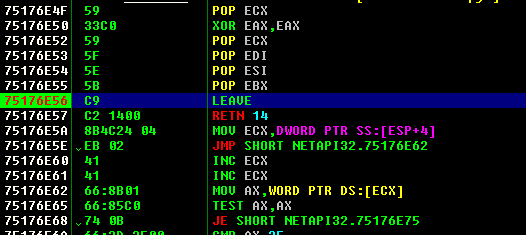 75176E4F 59 POP ECX
75176E50 33C0 XOR EAX,EAX
75176E52 59 POP ECX
75176E53 5F POP EDI
75176E54 5E POP ESI
75176E55 5B POP EBX
75176E56 C9 LEAVE
75176E57 C2 1400 RETN 14
75176E5A 8B4C24 04 MOV ECX,DWORD PTR SS:[ESP+4]
75176E5E EB 02 JMP SHORT NETAPI32.75176E62
75176E60 41 INC ECX
75176E61 41 INC ECX
75176E62 66:8B01 MOV AX,WORD PTR DS:[ECX]
75176E65 66:85C0 TEST AX,AX
75176E68 74 0B JE SHORT NETAPI32.75176E75